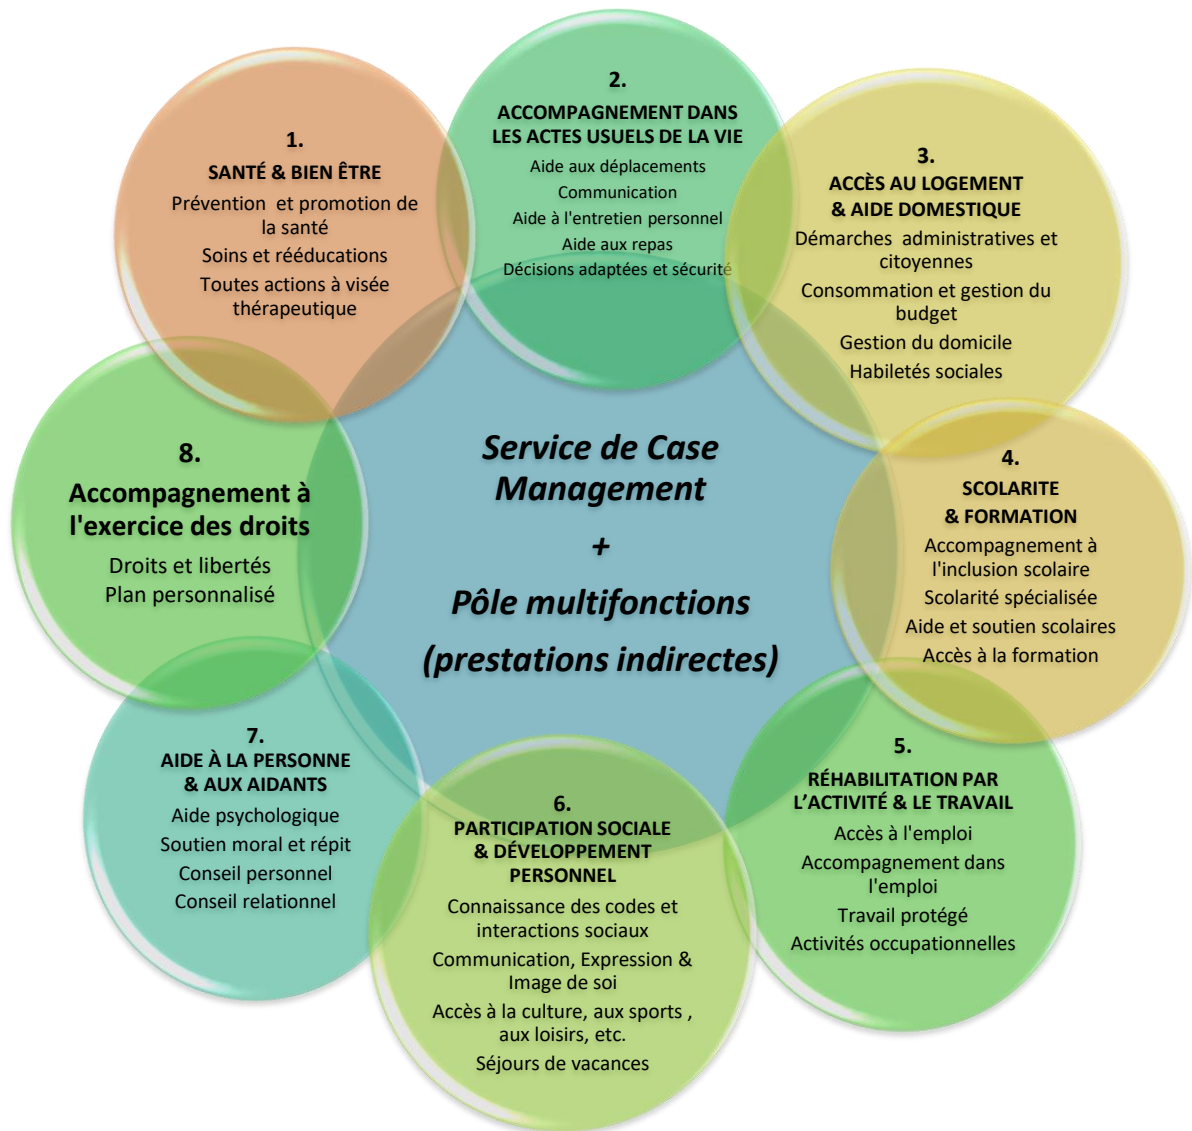 1.
SANTÉ & BIEN ÊTRE
Prévention et promotion de
la santé
Soins et rééducations
Toutes actions à visée
thérapeutique
2.
ACCOMPAGNEMENT DANS
LES ACTES USUELS DE LA VIE
Aide aux déplacements
Communication
Aide à l'entretien personnel
Aide aux repas
Décisions adaptées et sécurité
3.
ACCÈS AU LOGEMENT
& AIDE DOMESTIQUE
Démarches administratives et
citoyennes
Consommation et gestion du
budget
Gestion du domicile
Habiletés sociales
4.
SCOLARITE
& FORMATION
Accompagnement à
l'inclusion scolaire
Scolarité spécialisée
Aide et soutien scolaires
Accès à la formation
5.
RÉHABILITATION PAR
L’ACTIVITÉ & LE TRAVAIL
Accès à l'emploi
Accompagnement dans
l'emploi
Travail protégé
Activités occupationnelles
6.
PARTICIPATION SOCIALE
& DÉVELOPPEMENT
PERSONNEL
Connaissance des codes et
interactions sociaux
Communication, Expression &
Image de soi
Accès à la culture, aux sports ,
aux loisirs, etc.
Séjours de vacances
7.
AIDE À LA PERSONNE
& AUX AIDANTS
Aide psychologique
Soutien moral et répit
Conseil personnel
Conseil relationnel
8.
Accompagnement à
l'exercice des droits
Droits et libertés
Plan personnalisé
Service de Case
Management
+
Pôle multifonctions
(prestations indirectes)